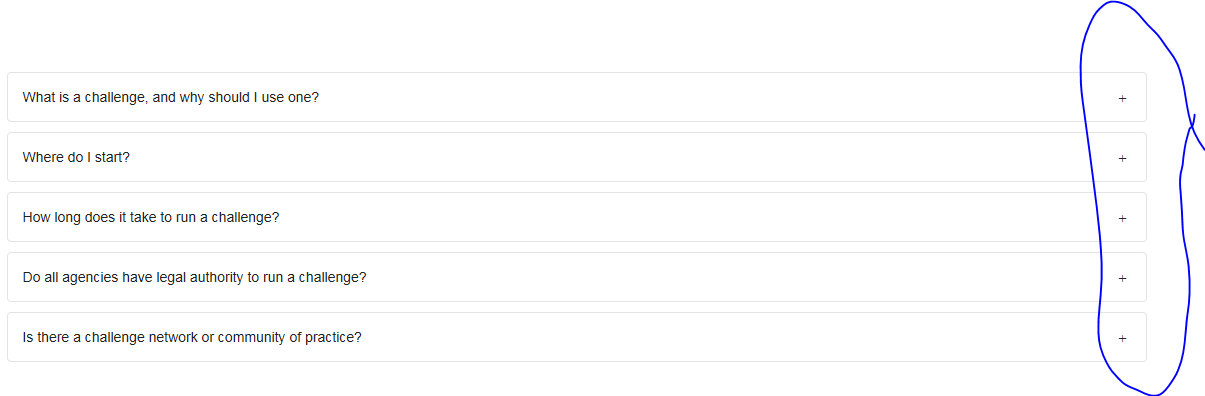 What is a challenge, and why should I use one? +
Where do I start? +
How long does it take to run a challenge? +
Do all agencies have legal authority to run a challenge? +
Is there a challenge network or community of practice? +